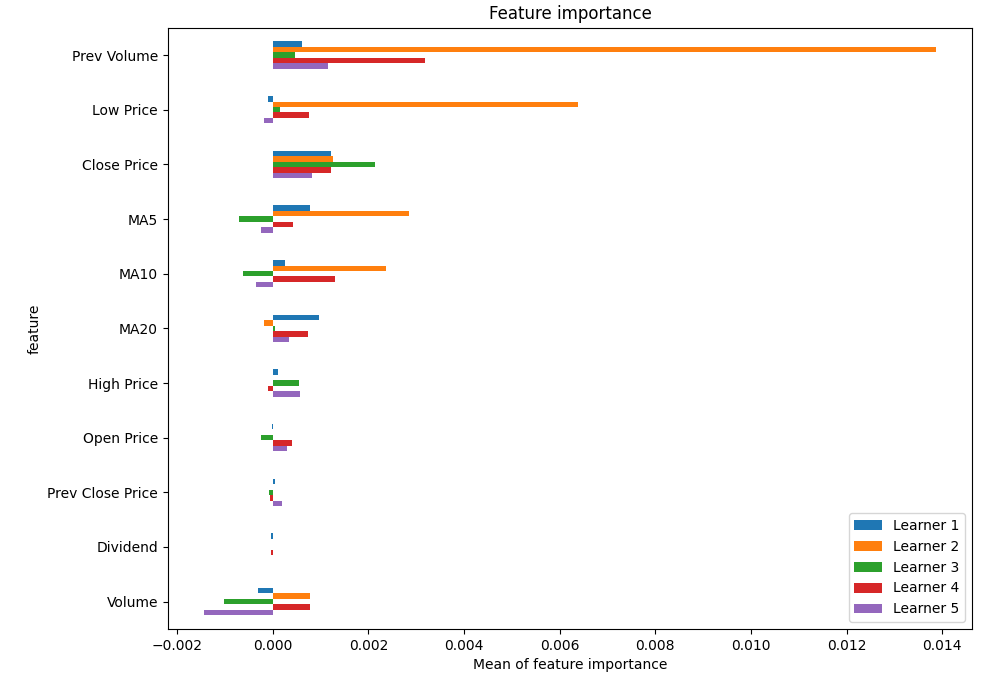 Feature importance
Prev Volume
Low Price
Close Price
MA5
MA10
MA20
High Price
Open Price
Prev Close Price
Dividend
Volume
feature
Learner 1
Learner 2
Learner 3
Learner 4
Learner 5
−0.002 0.000 0.002 0.004 0.006 0.008 0.010 0.012 0.014
Mean of feature importance